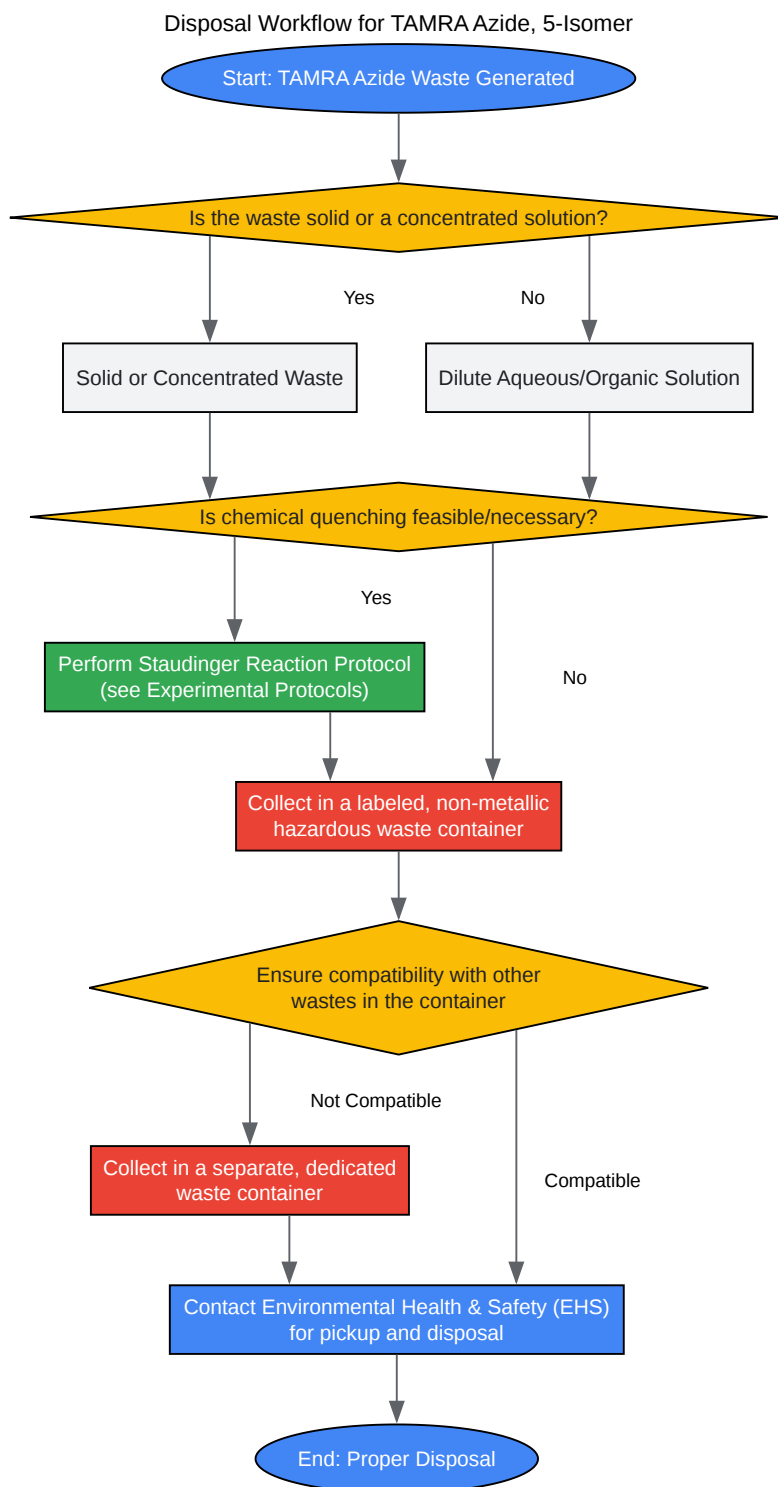 Disposal Workflow for TAMRA Azide, 5-Isomer
Start: TAMRA Azide Waste Generated
Is the waste solid or a concentrated solution?
Yes
No
Solid or Concentrated Waste
Dilute Aqueous/Organic Solution
Is chemical quenching feasible/necessary?
Yes
Perform Staudinger Reaction Protocol
(see Experimental Protocols)
No
Collect in a labeled, non-metallic
hazardous waste container
Ensure compatibility with other
wastes in the container
Not Compatible
Collect in a separate, dedicated
waste container
Compatible
Contact Environmental Health & Safety (EHS)
for pickup and disposal
End: Proper Disposal